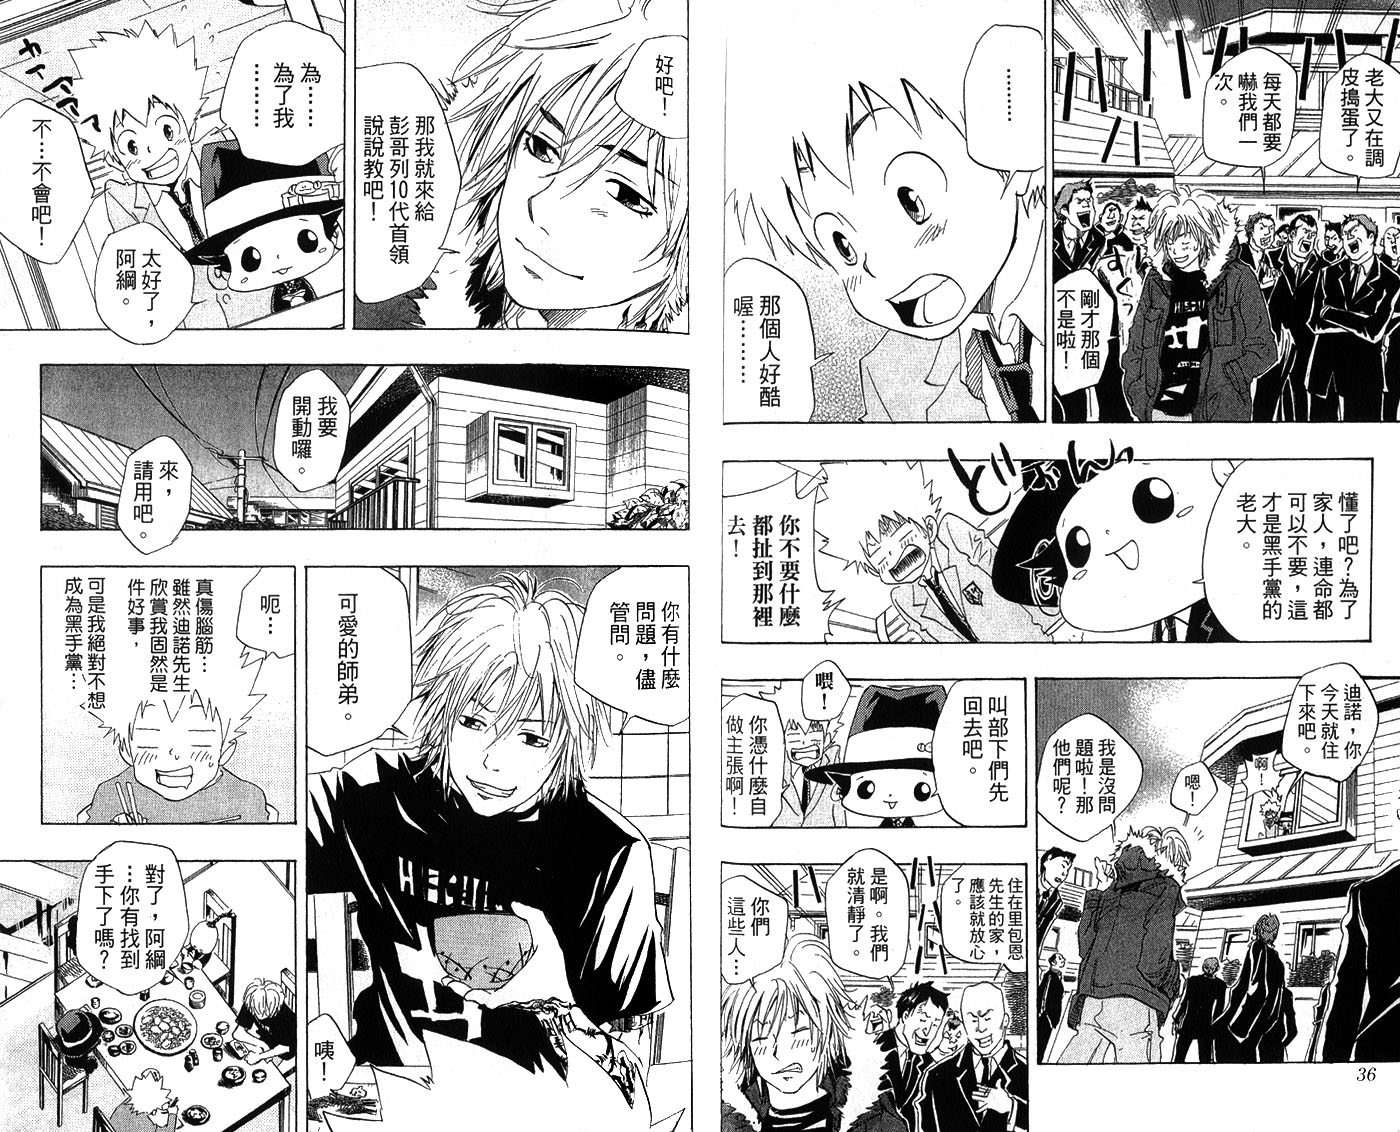 老大又在調
皮搗蛋了。
每天都要
嚇我們一
次。
剛才那個
不是啦！
………
那個人好酷
喔………
懂了吧？為了
家人，連命都
可以不要，這
才是黑手黨的
老大。
どふんっ
你不要什麼
都扯到那裡
去！
迪諾，你
今天就住
下來吧。
啊！
嗯！
我是沒問
題啦！那
他們呢？
叫部下們先
回去吧。
喂！
你憑什麼自
做主張啊！
住在里包恩
先生的家，
應該就放心
了。
是啊。我們
就清靜了。
你們
這些人…
36
好吧！
那我就來給
彭哥列10代首領
說說教吧！
為……
為了我
……
不…不會吧！
太好了，
阿綱。
我要
開動囉。
來，
請用吧。
你有什麼
問題，儘
管問。
可愛的師弟。
呃…
真傷腦筋…
雖然迪諾先生
欣賞我固然是
件好事，
可是我絕對不想
成為黑手黨…
對了，阿綱
…你有找到
手下了嗎？
咦！